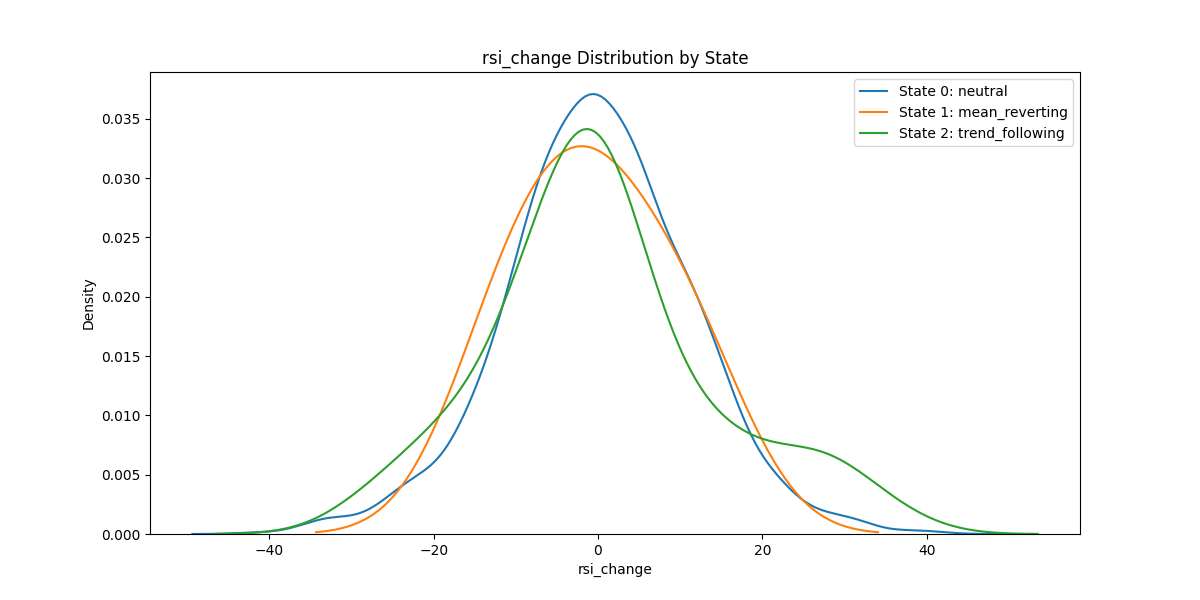 rsi_change Distribution by State
State 0: neutral
State 1: mean_reverting
State 2: trend_following
0.035
0.030
0.025
0.020
0.015
0.010
0.005
0.000
Density
−40 −20 0 20 40
rsi_change